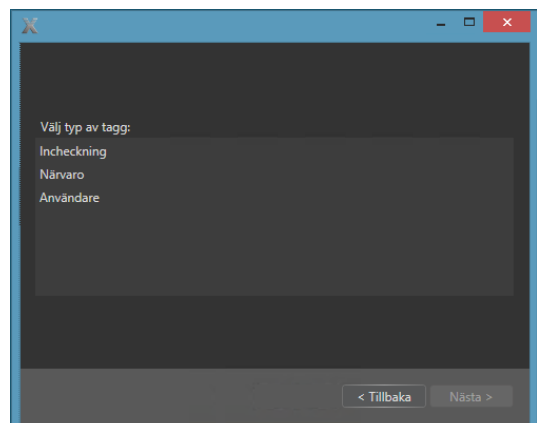 Välj typ av tagg:
Incheckning
Närvaro
Användare
< Tillbaka
Nästa >